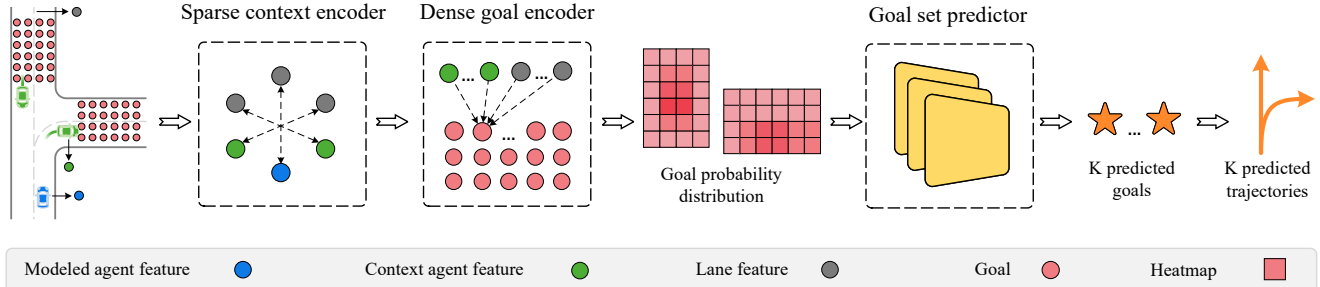 Sparse context encoder
Dense goal encoder
Goal set predictor
...
...
...
Goal probability
distribution
...
K predicted
goals
K predicted
trajectories
Modeled agent feature
Context agent feature
Lane feature
Goal
Heatmap